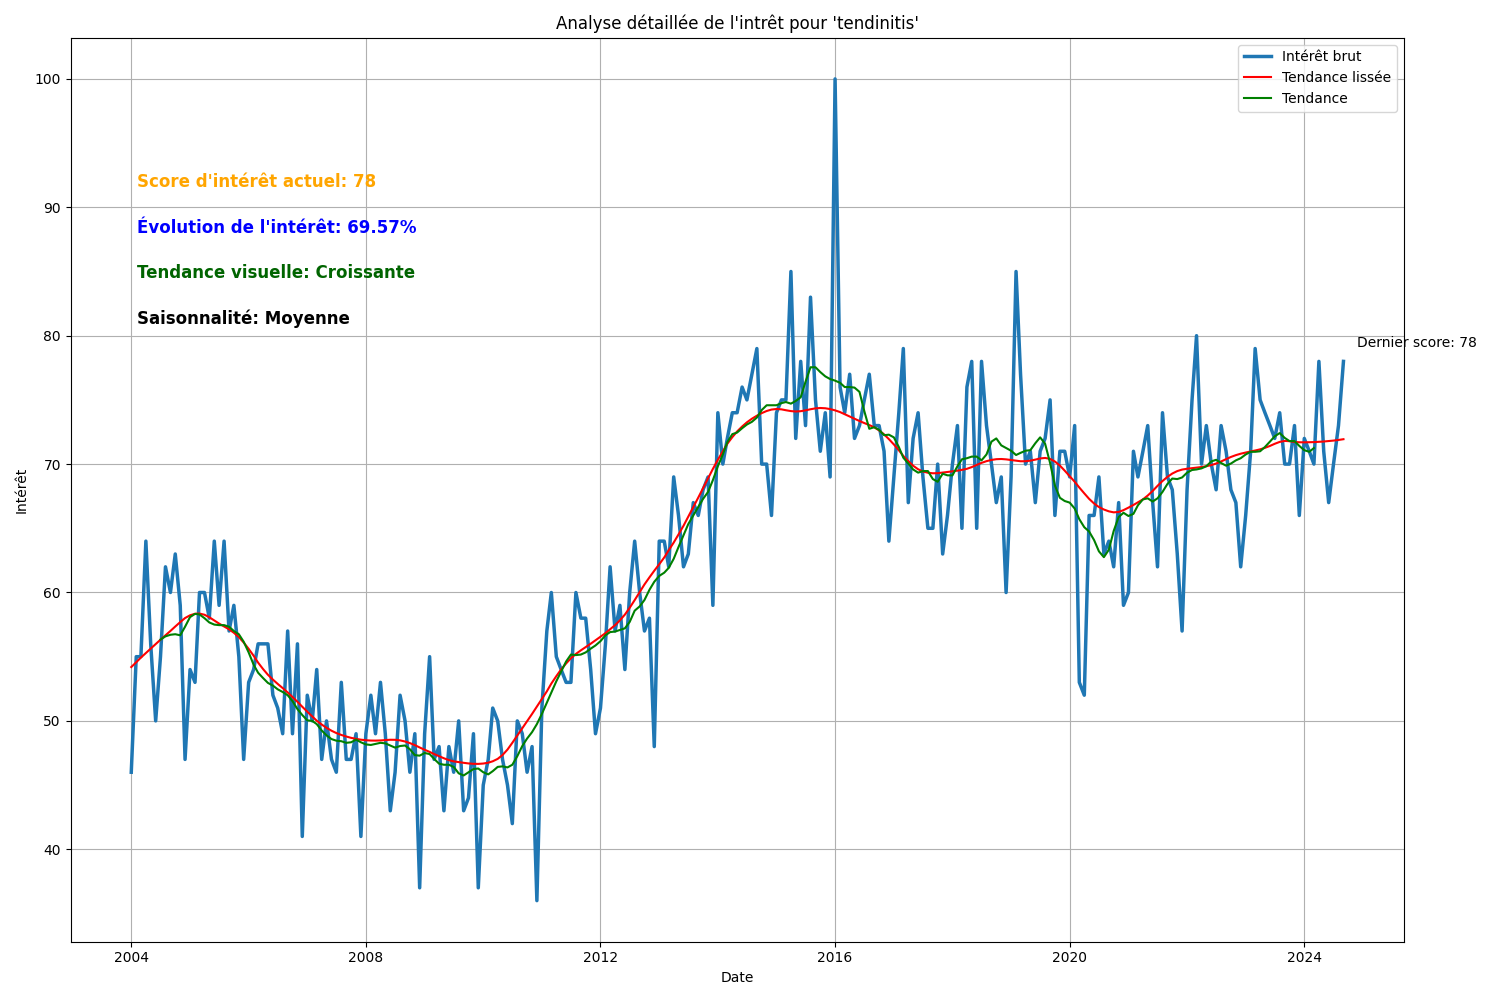 Analyse détaillée de l'intrêt pour 'tendinitis'
Intérêt brut
Tendance lissée
Tendance
Score d'intérêt actuel: 78
Évolution de l'intérêt: 69.57%
Tendance visuelle: Croissante
Saisonnalité: Moyenne
Dernier score: 78
Intérêt
100
90
80
70
60
50
40
2004
2008
2012
2016
2020
2024
Date